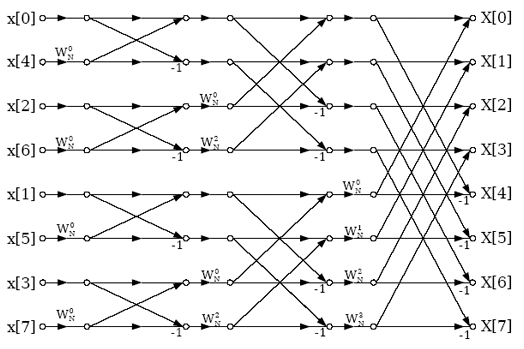 x[0] X[0]
x[4] W_N^0 -1 X[1]
x[2] W_N^0 -1 X[2]
x[6] W_N^0 -1 W_N^2 -1 X[3]
x[1] W_N^0 -1 X[4]
x[5] W_N^0 -1 W_N^1 -1 X[5]
x[3] W_N^0 -1 W_N^2 -1 X[6]
x[7] W_N^0 -1 W_N^2 -1 W_N^3 -1 X[7]